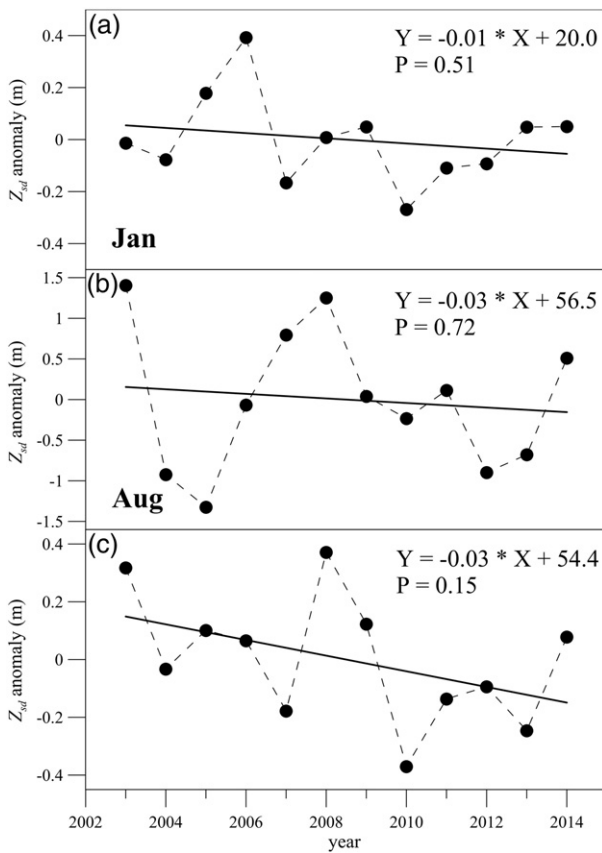 (a)
Y = -0.01 * X + 20.0
P = 0.51
0.4
0.2
0
-0.2
-0.4
Z_sd anomaly (m)
Jan
(b)
Y = -0.03 * X + 56.5
P = 0.72
1.5
1
0.5
0
-0.5
-1
-1.5
Z_sd anomaly (m)
Aug
(c)
Y = -0.03 * X + 54.4
P = 0.15
0.4
0.2
0
-0.2
-0.4
Z_sd anomaly (m)
2002 2004 2006 2008 2010 2012 2014
year